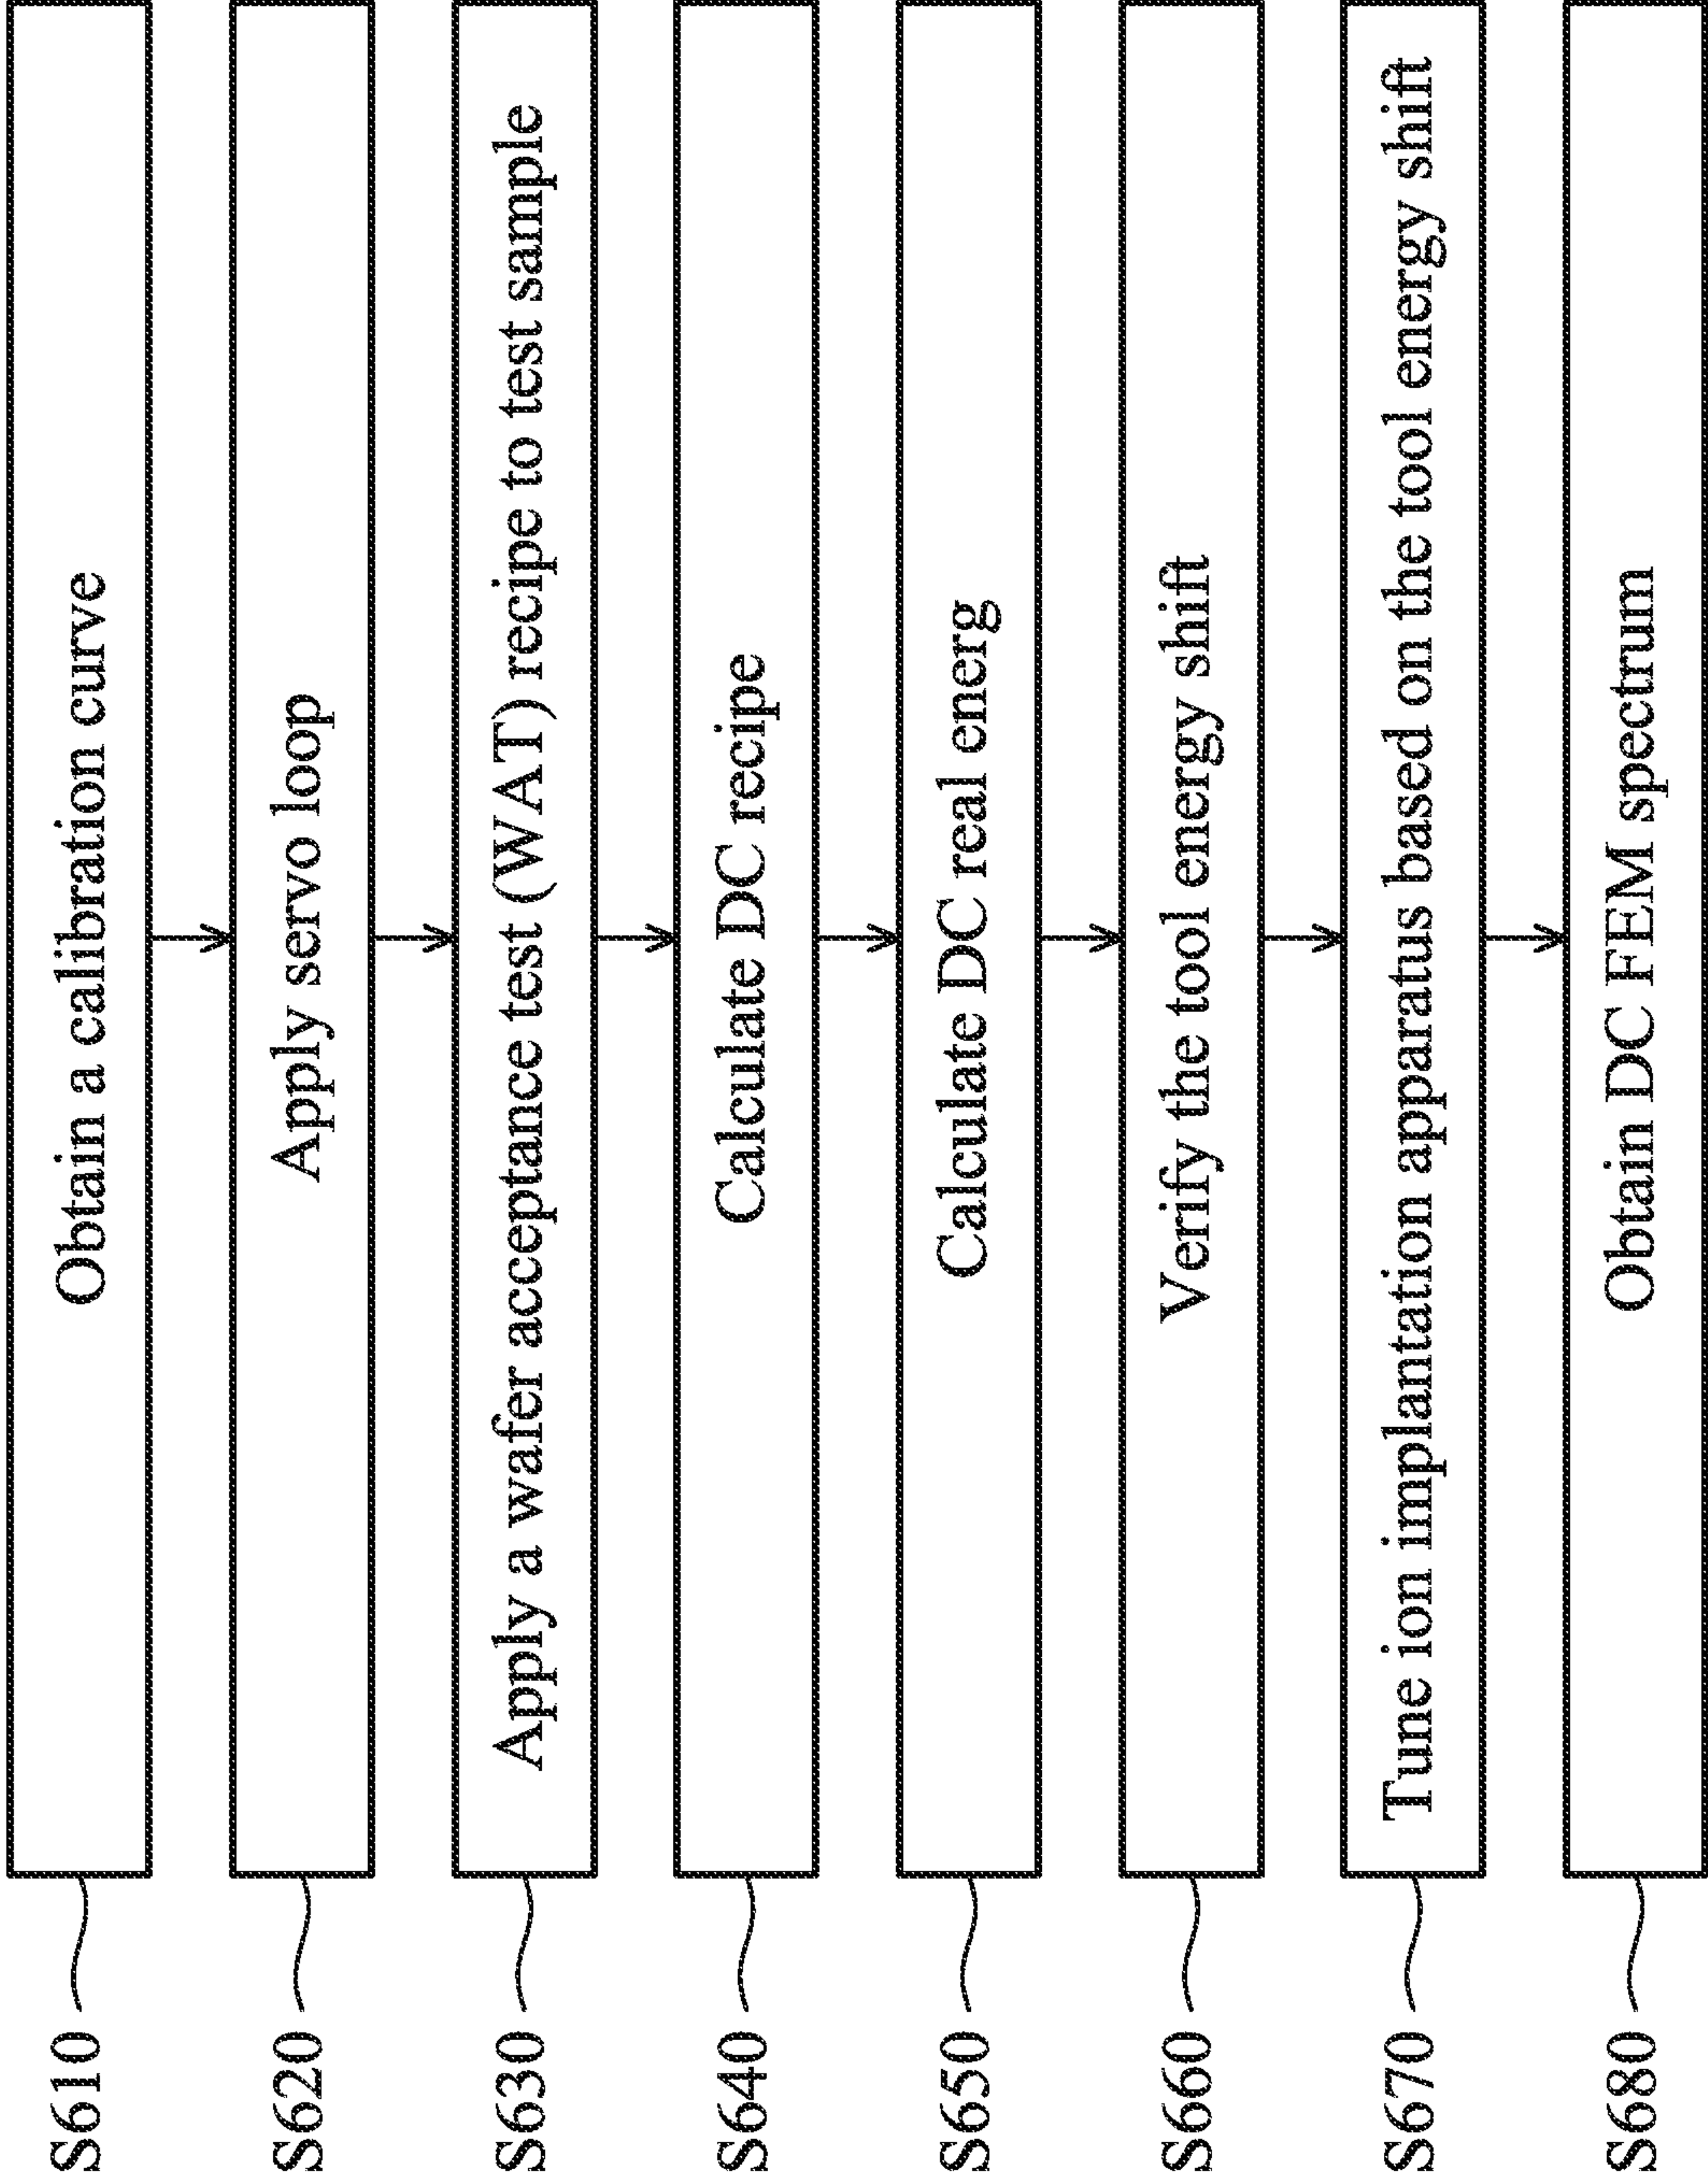 S610
Obtain a calibration curve
S620
Apply servo loop
S630
Apply a wafer acceptance test (WAT) recipe to test sample
S640
Calculate DC recipe
S650
Calculate DC real energ
S660
Verify the tool energy shift
S670
Tune ion implantation apparatus based on the tool energy shift
S680
Obtain DC FEM spectrum